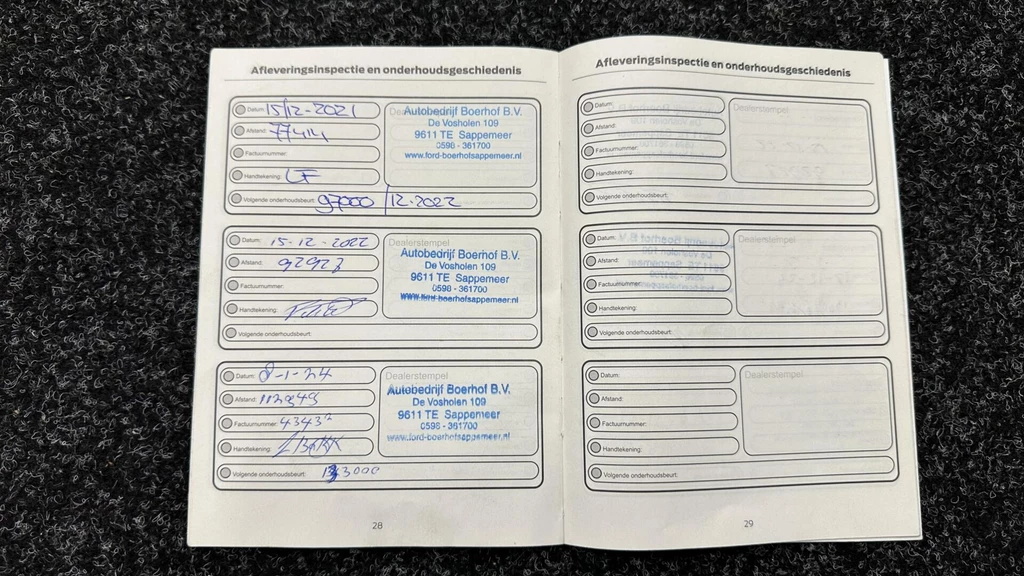 Afleveringsinspectie en onderhoudsgeschiedenis
Datum: 15/12-2021
Afstand: 77414
Factuurnummer:
Handtekening: LF
Volgende onderhoudsbeurt: 97000 / 12.2022
Autobedrijf Boerhof B.V.
De Vosholen 109
9611 TE Sappemeer
0598 - 361700
www.ford-boerhofsappemeer.nl
Datum: 15-12-2022
Afstand: 92923
Factuurnummer:
Handtekening:
Volgende onderhoudsbeurt:
Dealerstempel
Autobedrijf Boerhof B.V.
De Vosholen 109
9611 TE Sappemeer
0598 - 361700
www.ford-boerhofsappemeer.nl
Datum: 8-1-24
Afstand:
Factuurnummer:
Handtekening:
Volgende onderhoudsbeurt:
Dealerstempel
Autobedrijf Boerhof B.V.
De Vosholen 109
9611 TE Sappemeer
0598 - 361700
www.ford-boerhofsappemeer.nl
28
Afleveringsinspectie en onderhoudsgeschiedenis
Datum:
Afstand:
Factuurnummer:
Handtekening:
Volgende onderhoudsbeurt:
Dealerstempel
Datum:
Afstand:
Factuurnummer:
Handtekening:
Volgende onderhoudsbeurt:
Dealerstempel
Datum:
Afstand:
Factuurnummer:
Handtekening:
Volgende onderhoudsbeurt:
Dealerstempel
29